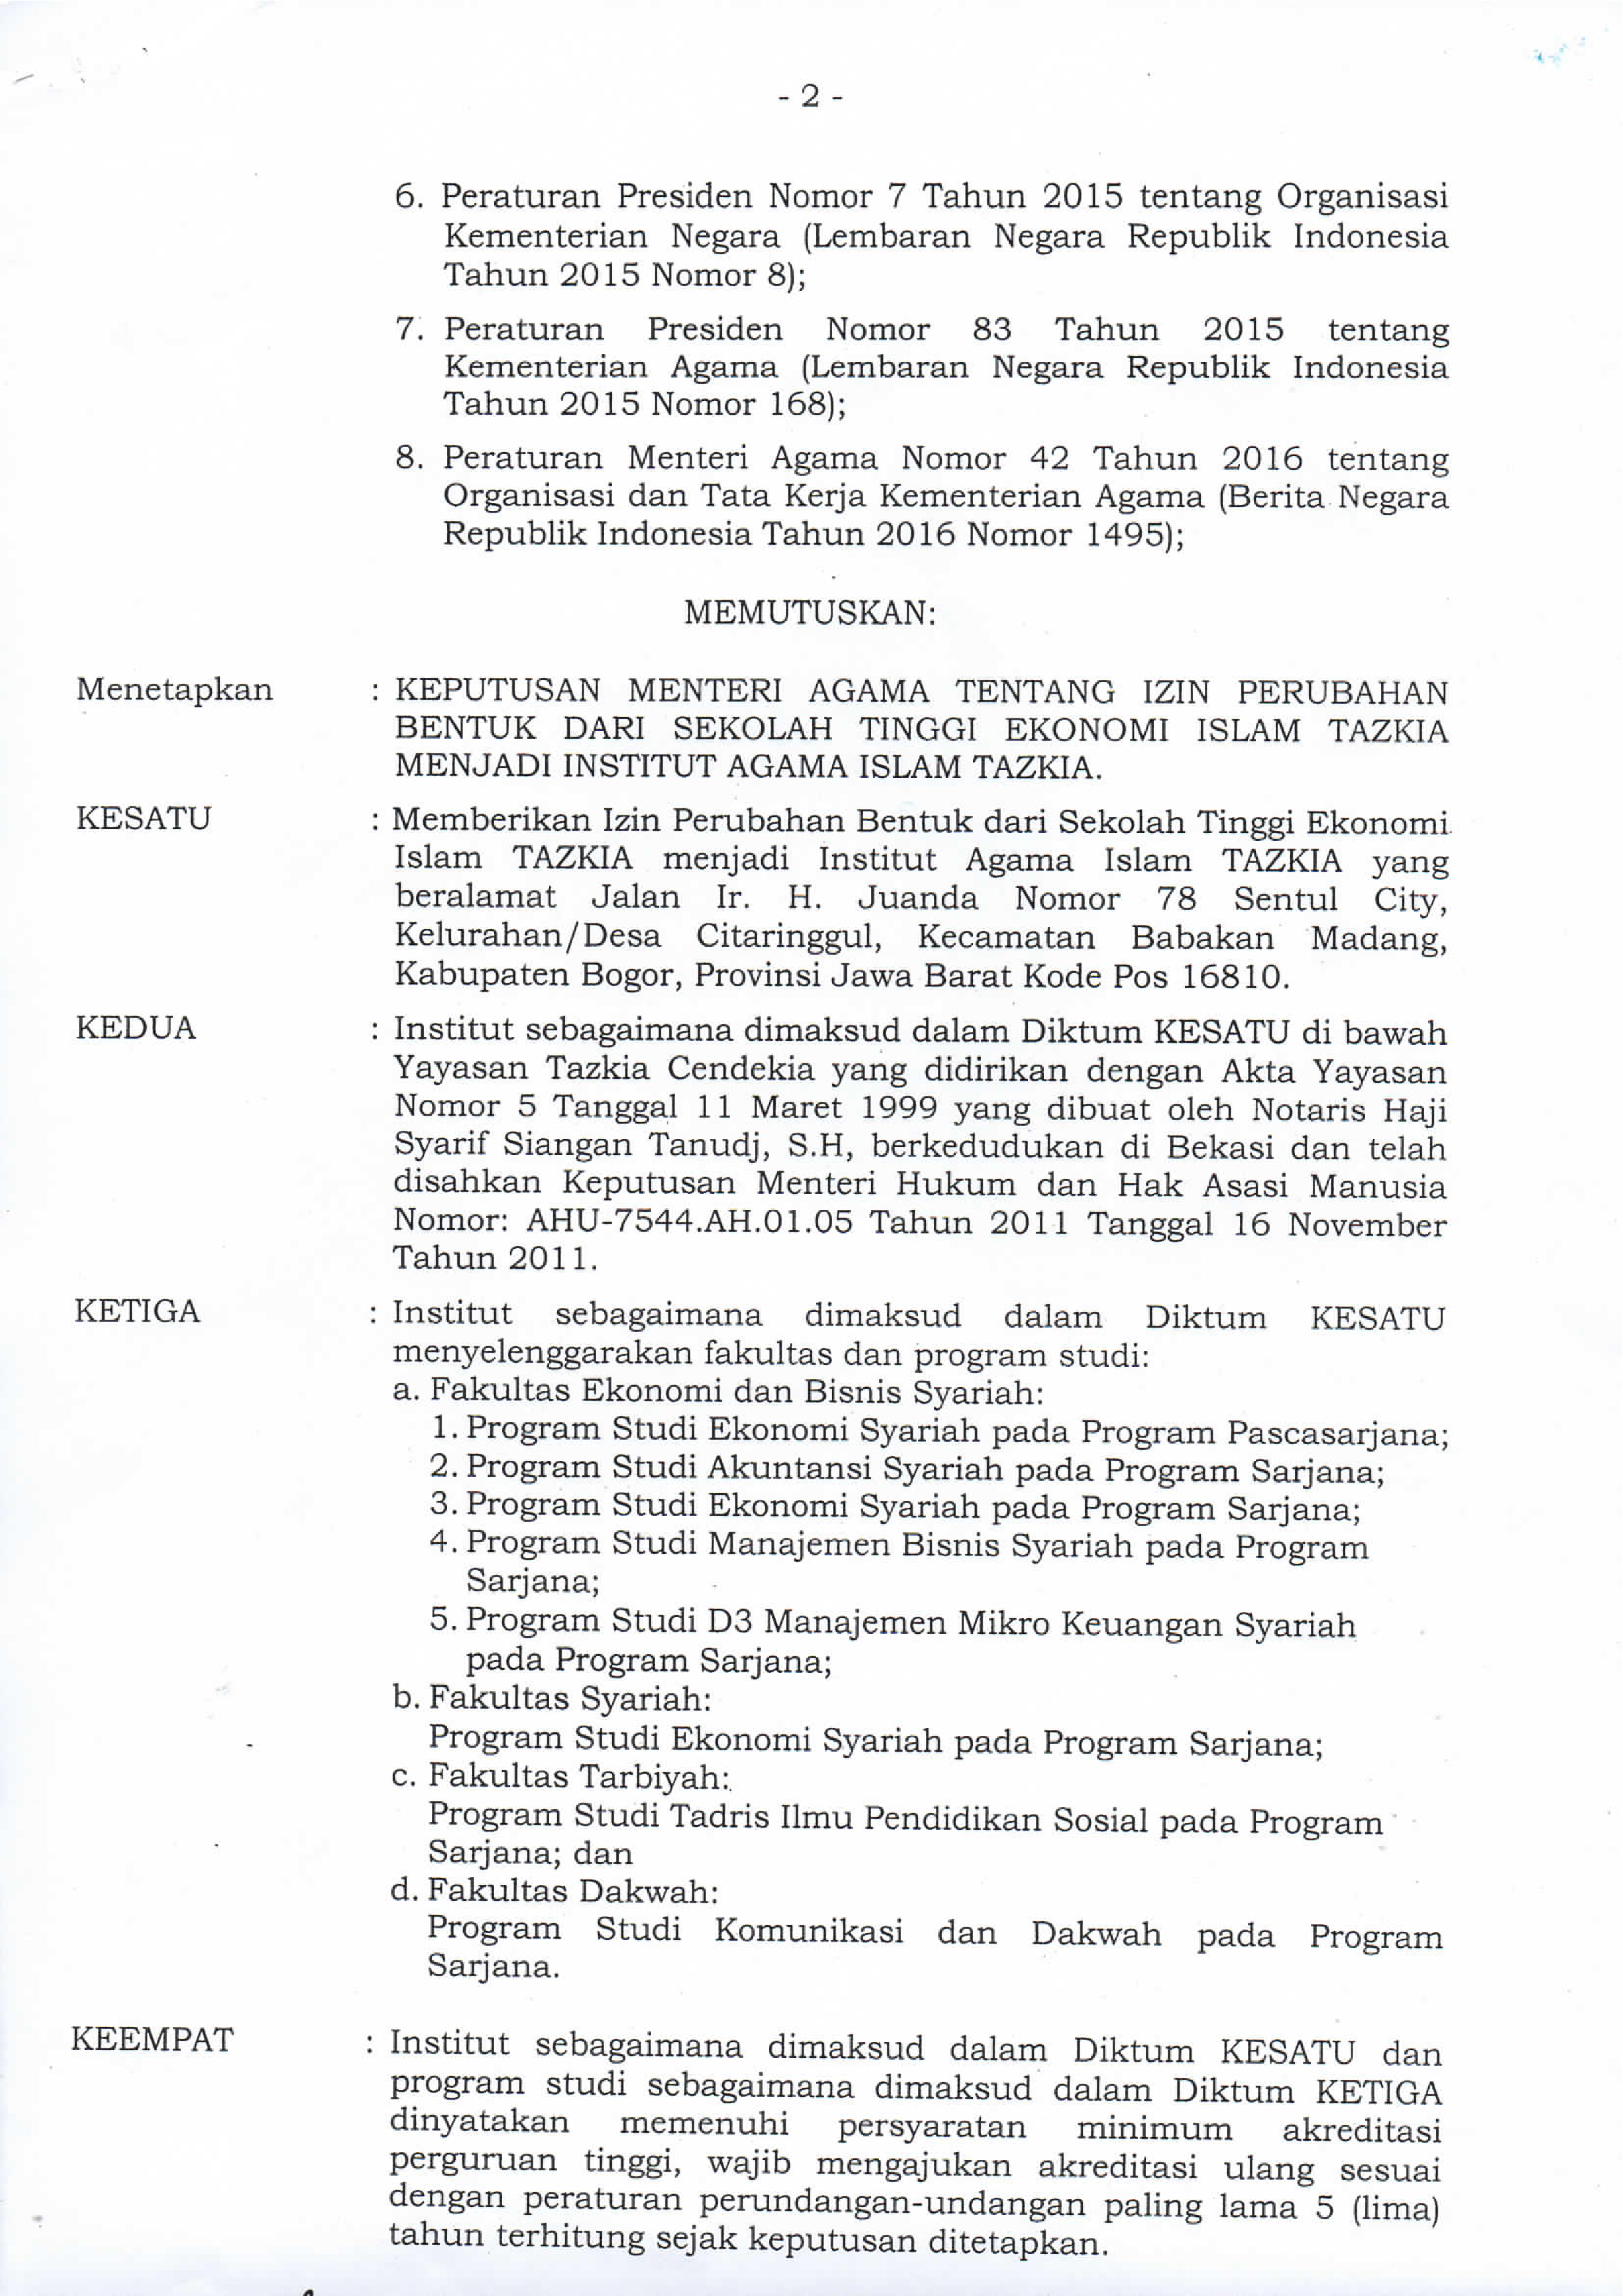 - 2 -
6. Peraturan Presiden Nomor 7 Tahun 2015 tentang Organisasi
Kementerian Negara (Lembaran Negara Republik Indonesia
Tahun 2015 Nomor 8);
7. Peraturan Presiden Nomor 83 Tahun 2015 tentang
Kementerian Agama (Lembaran Negara Republik Indonesia
Tahun 2015 Nomor 168);
8. Peraturan Menteri Agama Nomor 42 Tahun 2016 tentang
Organisasi dan Tata Kerja Kementerian Agama (Berita Negara
Republik Indonesia Tahun 2016 Nomor 1495);
MEMUTUSKAN:
Menetapkan : KEPUTUSAN MENTERI AGAMA TENTANG IZIN PERUBAHAN
BENTUK DARI SEKOLAH TINGGI EKONOMI ISLAM TAZKIA
MENJADI INSTITUT AGAMA ISLAM TAZKIA.
KESATU : Memberikan Izin Perubahan Bentuk dari Sekolah Tinggi Ekonomi
Islam TAZKIA menjadi Institut Agama Islam TAZKIA yang
beralamat Jalan Ir. H. Juanda Nomor 78 Sentul City,
Kelurahan/Desa Citaringgul, Kecamatan Babakan Madang,
Kabupaten Bogor, Provinsi Jawa Barat Kode Pos 16810.
KEDUA : Institut sebagaimana dimaksud dalam Diktum KESATU di bawah
Yayasan Tazkia Cendekia yang didirikan dengan Akta Yayasan
Nomor 5 Tanggal 11 Maret 1999 yang dibuat oleh Notaris Haji
Syarif Siangan Tanudj, S.H, berkedudukan di Bekasi dan telah
disahkan Keputusan Menteri Hukum dan Hak Asasi Manusia
Nomor: AHU-7544.AH.01.05 Tahun 2011 Tanggal 16 November
Tahun 2011.
KETIGA : Institut sebagaimana dimaksud dalam Diktum KESATU
menyelenggarakan fakultas dan program studi:
a. Fakultas Ekonomi dan Bisnis Syariah:
1. Program Studi Ekonomi Syariah pada Program Pascasarjana;
2. Program Studi Akuntansi Syariah pada Program Sarjana;
3. Program Studi Ekonomi Syariah pada Program Sarjana;
4. Program Studi Manajemen Bisnis Syariah pada Program
Sarjana;
5. Program Studi D3 Manajemen Mikro Keuangan Syariah
pada Program Sarjana;
b. Fakultas Syariah:
Program Studi Ekonomi Syariah pada Program Sarjana;
c. Fakultas Tarbiyah:
Program Studi Tadris Ilmu Pendidikan Sosial pada Program
Sarjana; dan
d. Fakultas Dakwah:
Program Studi Komunikasi dan Dakwah pada Program
Sarjana.
KEEMPAT : Institut sebagaimana dimaksud dalam Diktum KESATU dan
program studi sebagaimana dimaksud dalam Diktum KETIGA
dinyatakan memenuhi persyaratan minimum akreditasi
perguruan tinggi, wajib mengajukan akreditasi ulang sesuai
dengan peraturan perundangan-undangan paling lama 5 (lima)
tahun terhitung sejak keputusan ditetapkan.